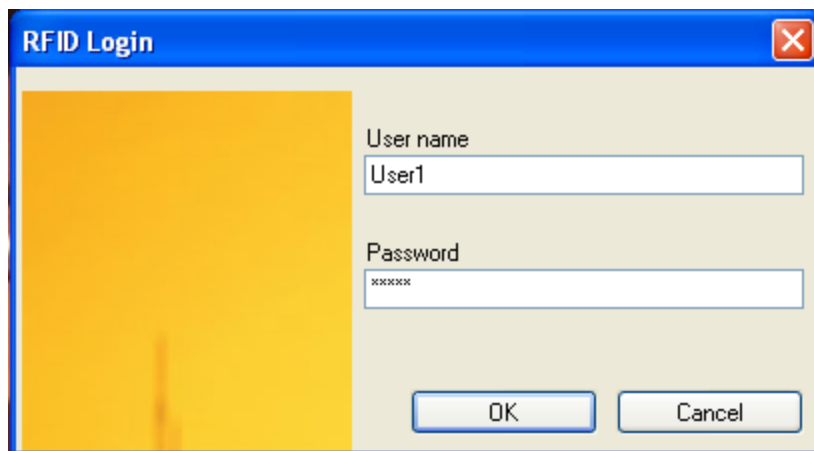 RFID Login
User name
User1
Password
*****
OK
Cancel